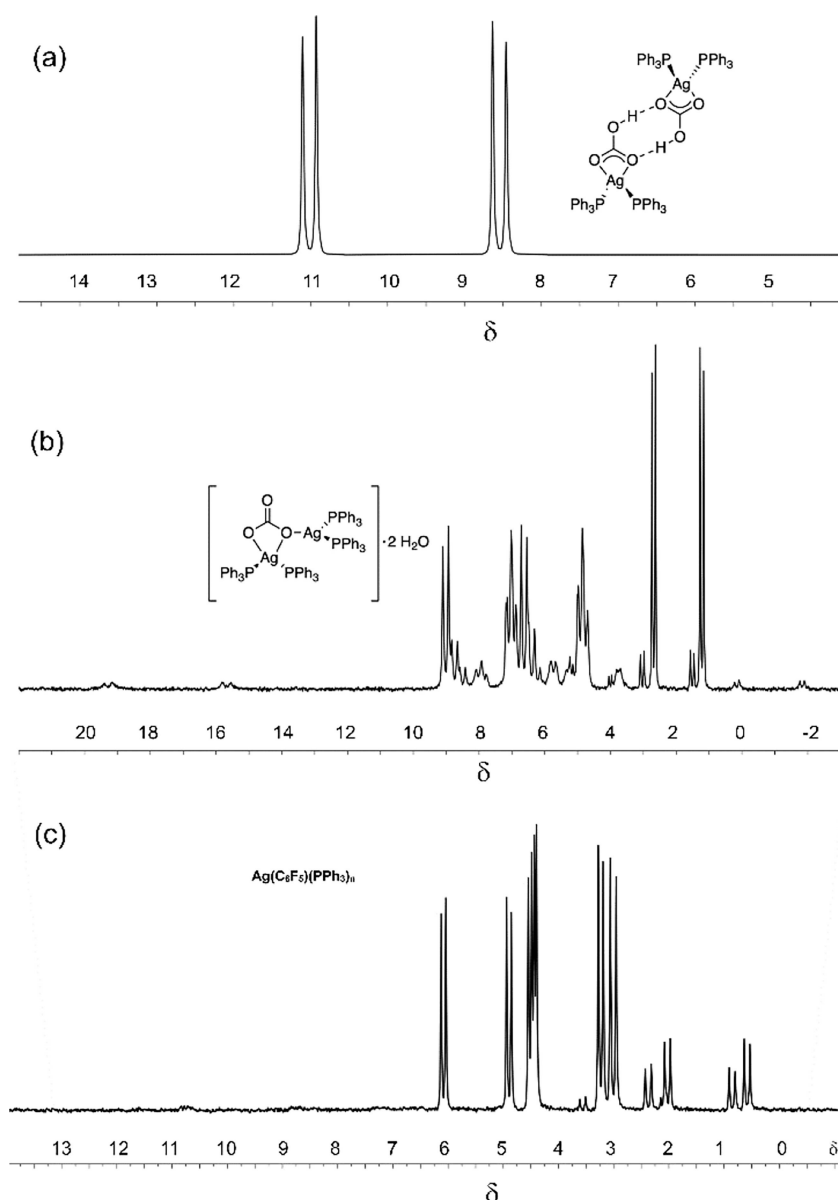 (a)
Ph₃P PPh₃
Ag
O O
H
O O
H
O O
Ag
Ph₃P PPh₃
14 13 12 11 10 9 8 7 6 5
δ
(b)
O
O O Ag PPh₃
PPh₃
Ag
Ph₃P PPh₃
·2 H₂O
20 18 16 14 12 10 8 6 4 2 0 -2
δ
(c)
Ag(C₆F₅)(PPh₃)ₙ
13 12 11 10 9 8 7 6 5 4 3 2 1 0 δ
δ